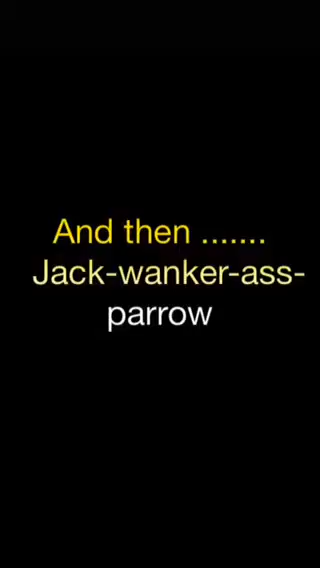 And then .......
Jack-wanker-ass-
parrow